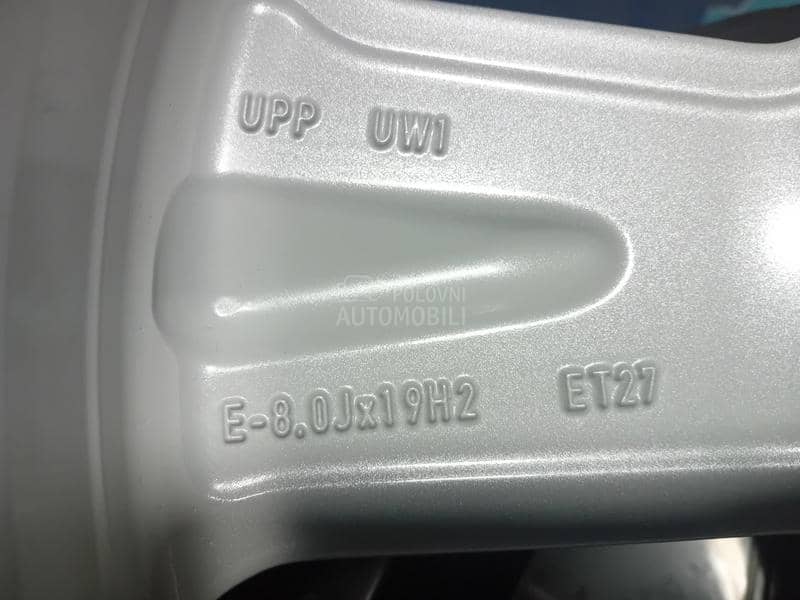 UPP UW1
POLOVNI
AUTOMOBILI
E-8.0Jx19H2 ET27